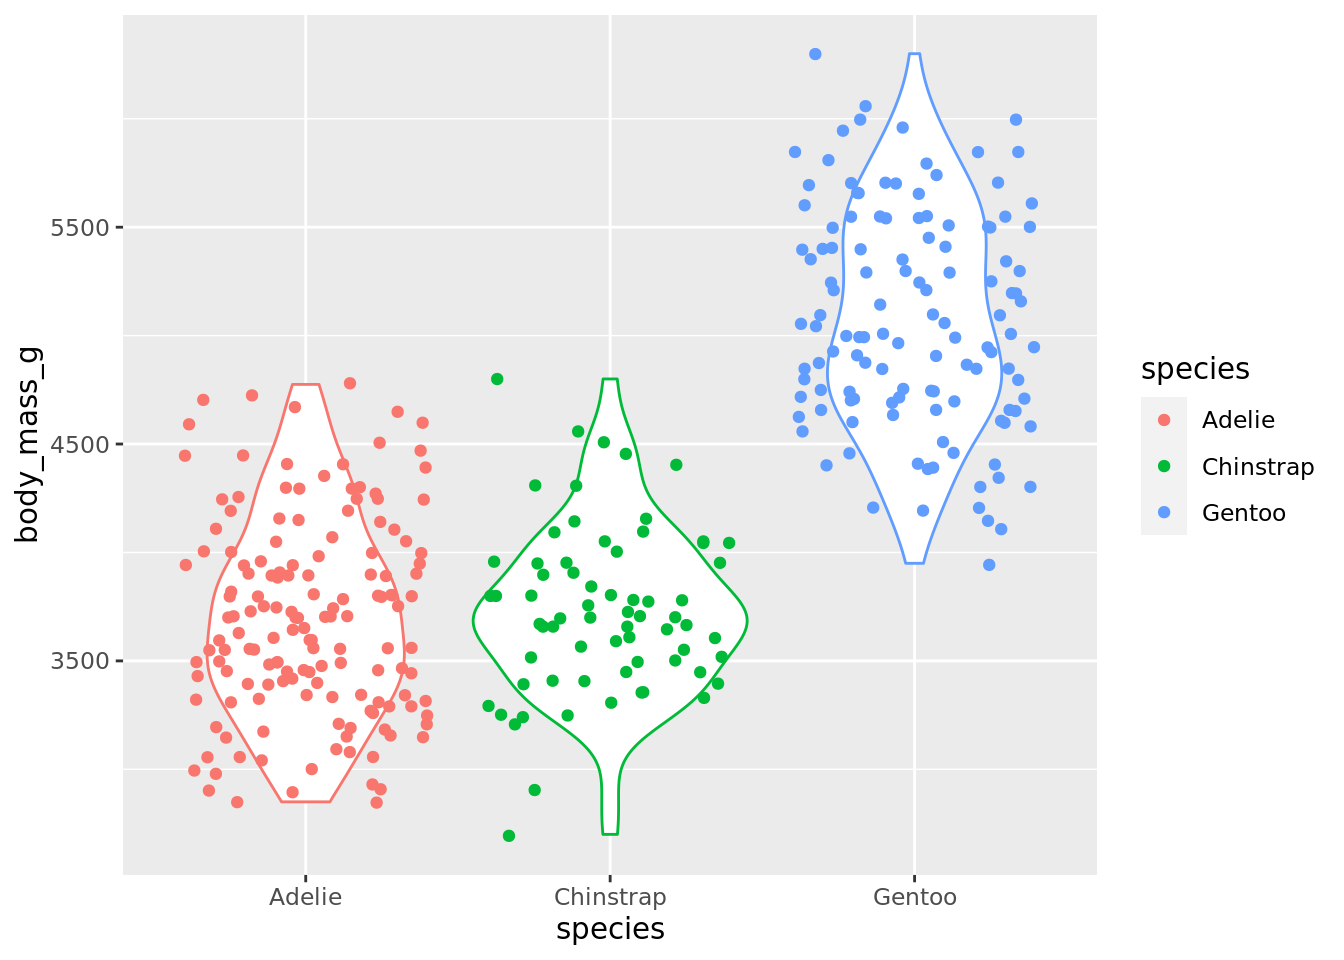 body_mass_g
5500
4500
3500
Adelie
Chinstrap
Gentoo
species
species
Adelie
Chinstrap
Gentoo